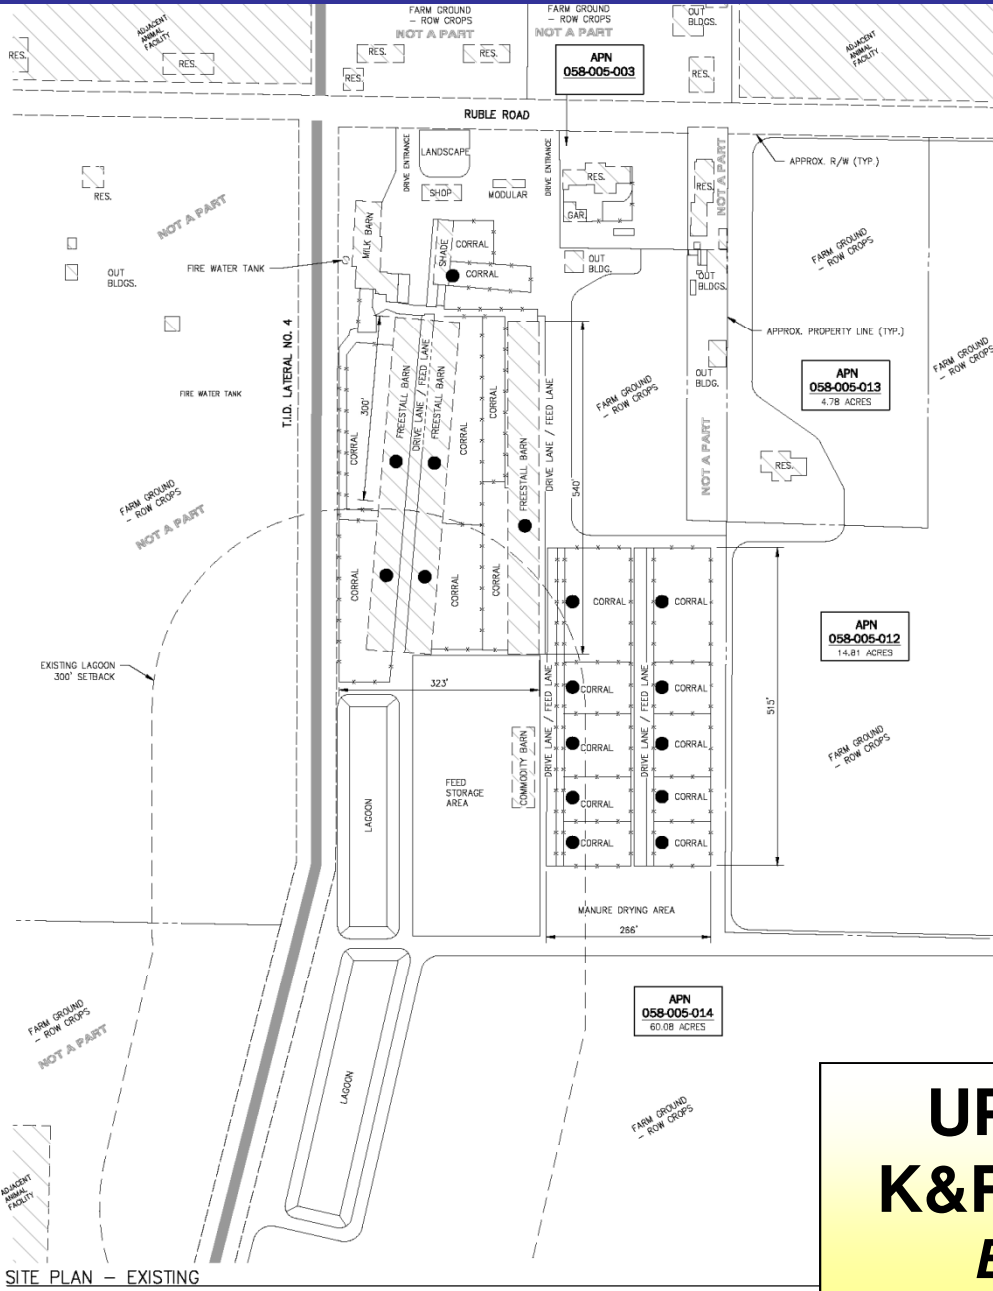 FARM GROUND
- ROW CROPS
NOT A PART
FARM GROUND
- ROW CROPS
NOT A PART
OUT
BLDGS.
ADJACENT
ANIMAL
FACILITY
ADJACENT
ANIMAL
FACILITY
RES.
RES.
RES.
RES.
RES.
RES.
APN
058-005-003
RUBLE ROAD
DRIVE ENTRANCE
LANDSCAPE
DRIVE ENTRANCE
APPROX. R/W (TYP.)
NOT A PART
RES.
RES.
RES.
SHOP
MODULAR
GAR.
NOT A PART
MILK BARN
SHADE
CORRAL
CORRAL
FIRE WATER TANK
OUT
BLDGS.
OUT
BLDG.
OUT
BLDGS.
FARM GROUND
- ROW CROPS
T.I.D. LATERAL NO. 4
APPROX. PROPERTY LINE (TYP.)
FIRE WATER TANK
APN
058-005-013
4.78 ACRES
FARM GROUND
- ROW CROPS
FARM GROUND
- ROW CROPS
OUT
BLDG.
300'
CORRAL
FREESTALL BARN
DRIVE LANE / FEED LANE
FREESTALL BARN
CORRAL
CORRAL
FREESTALL BARN
DRIVE LANE / FEED LANE
540'
NOT A PART
RES.
FARM GROUND
- ROW CROPS
NOT A PART
CORRAL
CORRAL
CORRAL
CORRAL
CORRAL
APN
058-005-012
14.81 ACRES
EXISTING LAGOON
300' SETBACK
323'
DRIVE LANE / FEED LANE
CORRAL
DRIVE LANE / FEED LANE
CORRAL
515'
CORRAL
CORRAL
FARM GROUND
- ROW CROPS
LAGOON
FEED
STORAGE
AREA
COMMODITY BARN
CORRAL
CORRAL
CORRAL
CORRAL
MANURE DRYING AREA
286'
APN
058-005-014
60.08 ACRES
FARM GROUND
- ROW CROPS
NOT A PART
LAGOON
FARM GROUND
- ROW CROPS
ADJACENT
ANIMAL
FACILITY
SITE PLAN - EXISTING